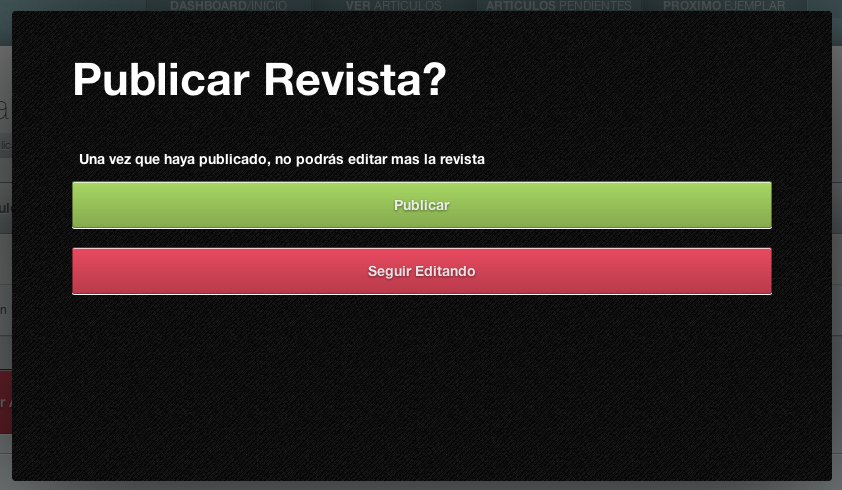 DASHBOARD/INICIO VER ARTICULOS ARTICULOS PENDIENTES PROXIMO EJEMPLAR
Publicar Revista?
Una vez que haya publicado, no podrás editar mas la revista
Publicar
Seguir Editando